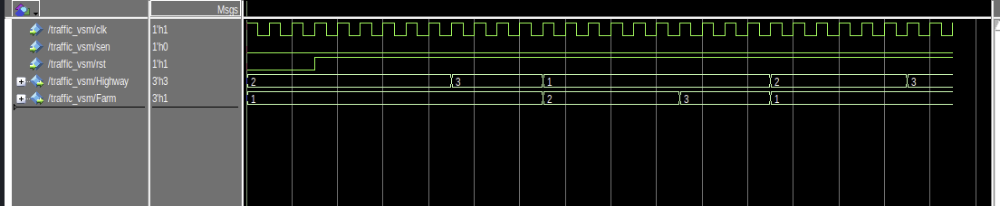 Msgs
/traffic_vsm/clk 1'h1
/traffic_vsm/sen 1'h0
/traffic_vsm/rst 1'h1
/traffic_vsm/Highway 3'h3 2 3 1 2 3
/traffic_vsm/Farm 3'h1 1 2 3 1